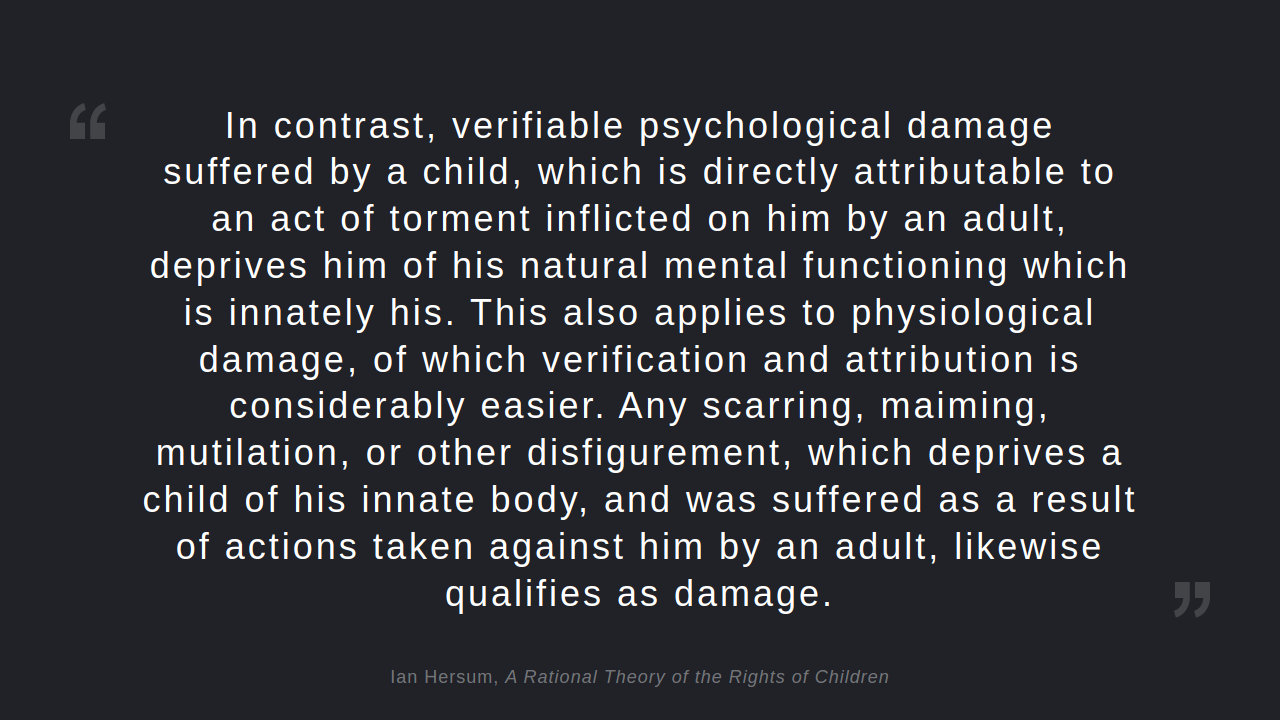 “
In contrast, verifiable psychological damage
suffered by a child, which is directly attributable to
an act of torment inflicted on him by an adult,
deprives him of his natural mental functioning which
is innately his. This also applies to physiological
damage, of which verification and attribution is
considerably easier. Any scarring, maiming,
mutilation, or other disfigurement, which deprives a
child of his innate body, and was suffered as a result
of actions taken against him by an adult, likewise
qualifies as damage.
”
Ian Hersum, A Rational Theory of the Rights of Children